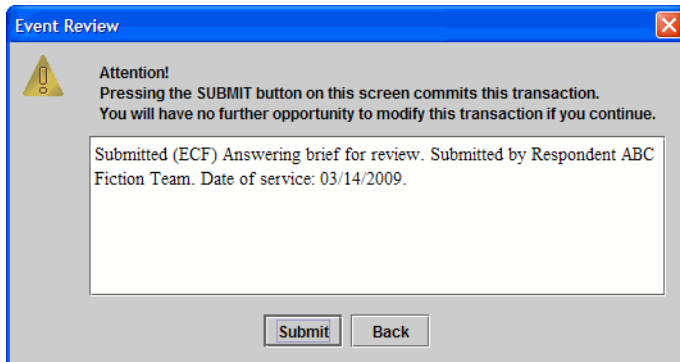 Event Review
Attention!
Pressing the SUBMIT button on this screen commits this transaction.
You will have no further opportunity to modify this transaction if you continue.
Submitted (ECF) Answering brief for review. Submitted by Respondent ABC
Fiction Team. Date of service: 03/14/2009.
Submit Back